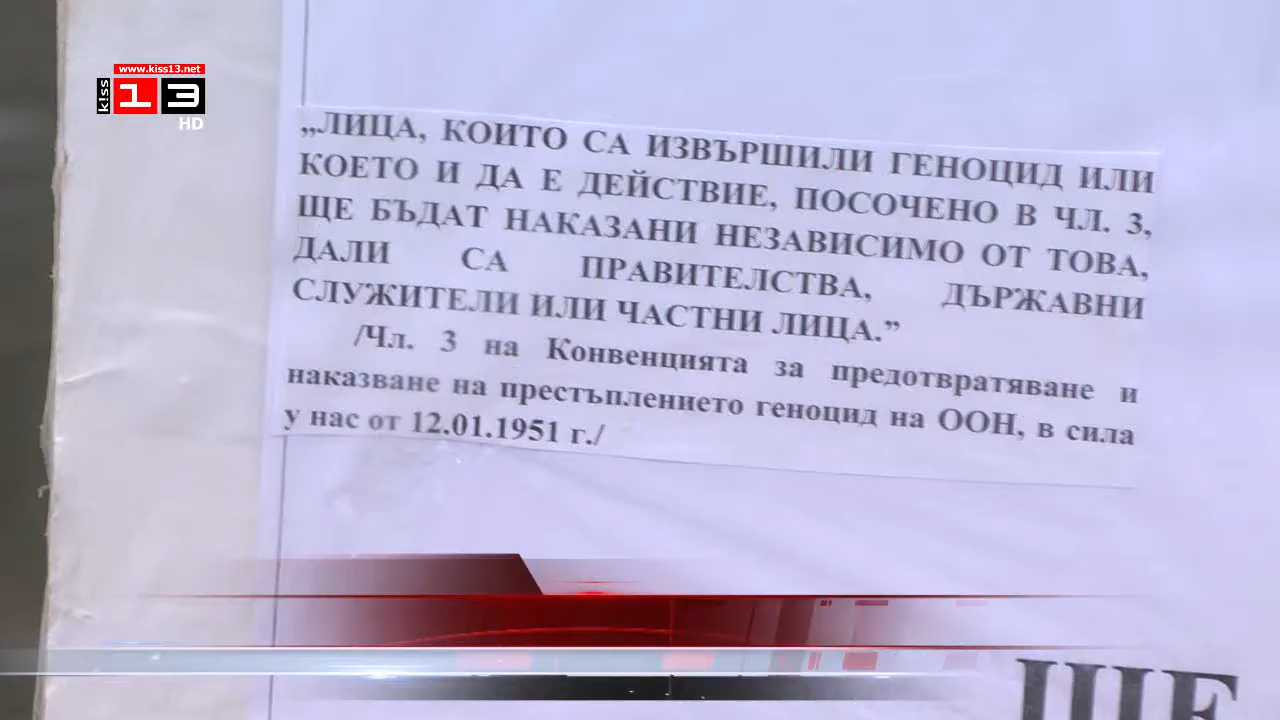 www.kiss13.net
kiss 13
HD
„ЛИЦА, КОИТО СА ИЗВЪРШИЛИ ГЕНОЦИД ИЛИ
КОЕТО И ДА Е ДЕЙСТВИЕ, ПОСОЧЕНО В ЧЛ. 3,
ЩЕ БЪДАТ НАКАЗАНИ НЕЗАВИСИМО ОТ ТОВА,
ДАЛИ СА ПРАВИТЕЛСТВА, ДЪРЖАВНИ
СЛУЖИТЕЛИ ИЛИ ЧАСТНИ ЛИЦА.”
/Чл. 3 на Конвенцията за предотвратяване и
наказване на престъплението геноцид на ООН, в сила
у нас от 12.01.1951 г./
ЩЕ